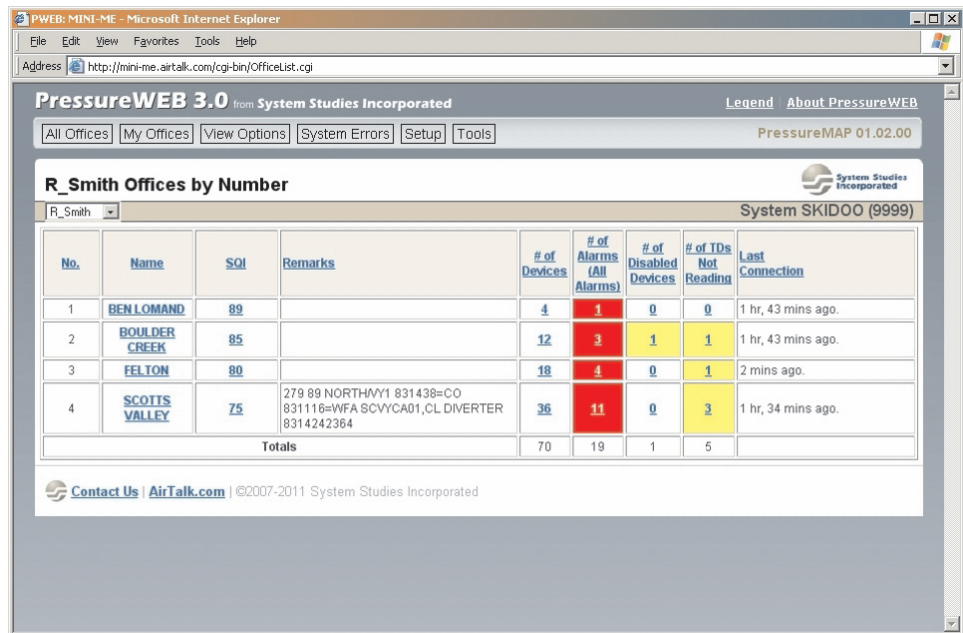 PWEB: MINI-ME - Microsoft Internet Explorer
File Edit View Favorites Tools Help
Address http://mini-me.airtalk.com/cgi-bin/OfficeList.cgi
PressureWEB 3.0 from System Studies Incorporated
Legend | About PressureWEB
All Offices My Offices View Options System Errors Setup Tools
PressureMAP 01.02.00
R_Smith Offices by Number
System Studies
Incorporated
R_Smith
System SKIDOO (9999)
No. Name SQI Remarks # of Devices # of Alarms (All Alarms) # of Disabled Devices # of TDs Not Reading Last Connection
1 BEN LOMAND 89 4 1 0 0 1 hr, 43 mins ago.
2 BOULDER CREEK 85 12 3 1 1 1 hr, 43 mins ago.
3 FELTON 80 18 4 0 1 2 mins ago.
4 SCOTTS VALLEY 75 279 89 NORTH/VY1 831438=CO 831116=WFA SCVYCA01,CL DIVERTER 8314242364 36 11 0 3 1 hr, 34 mins ago.
Totals 70 19 1 5
Contact Us | AirTalk.com | ©2007-2011 System Studies Incorporated